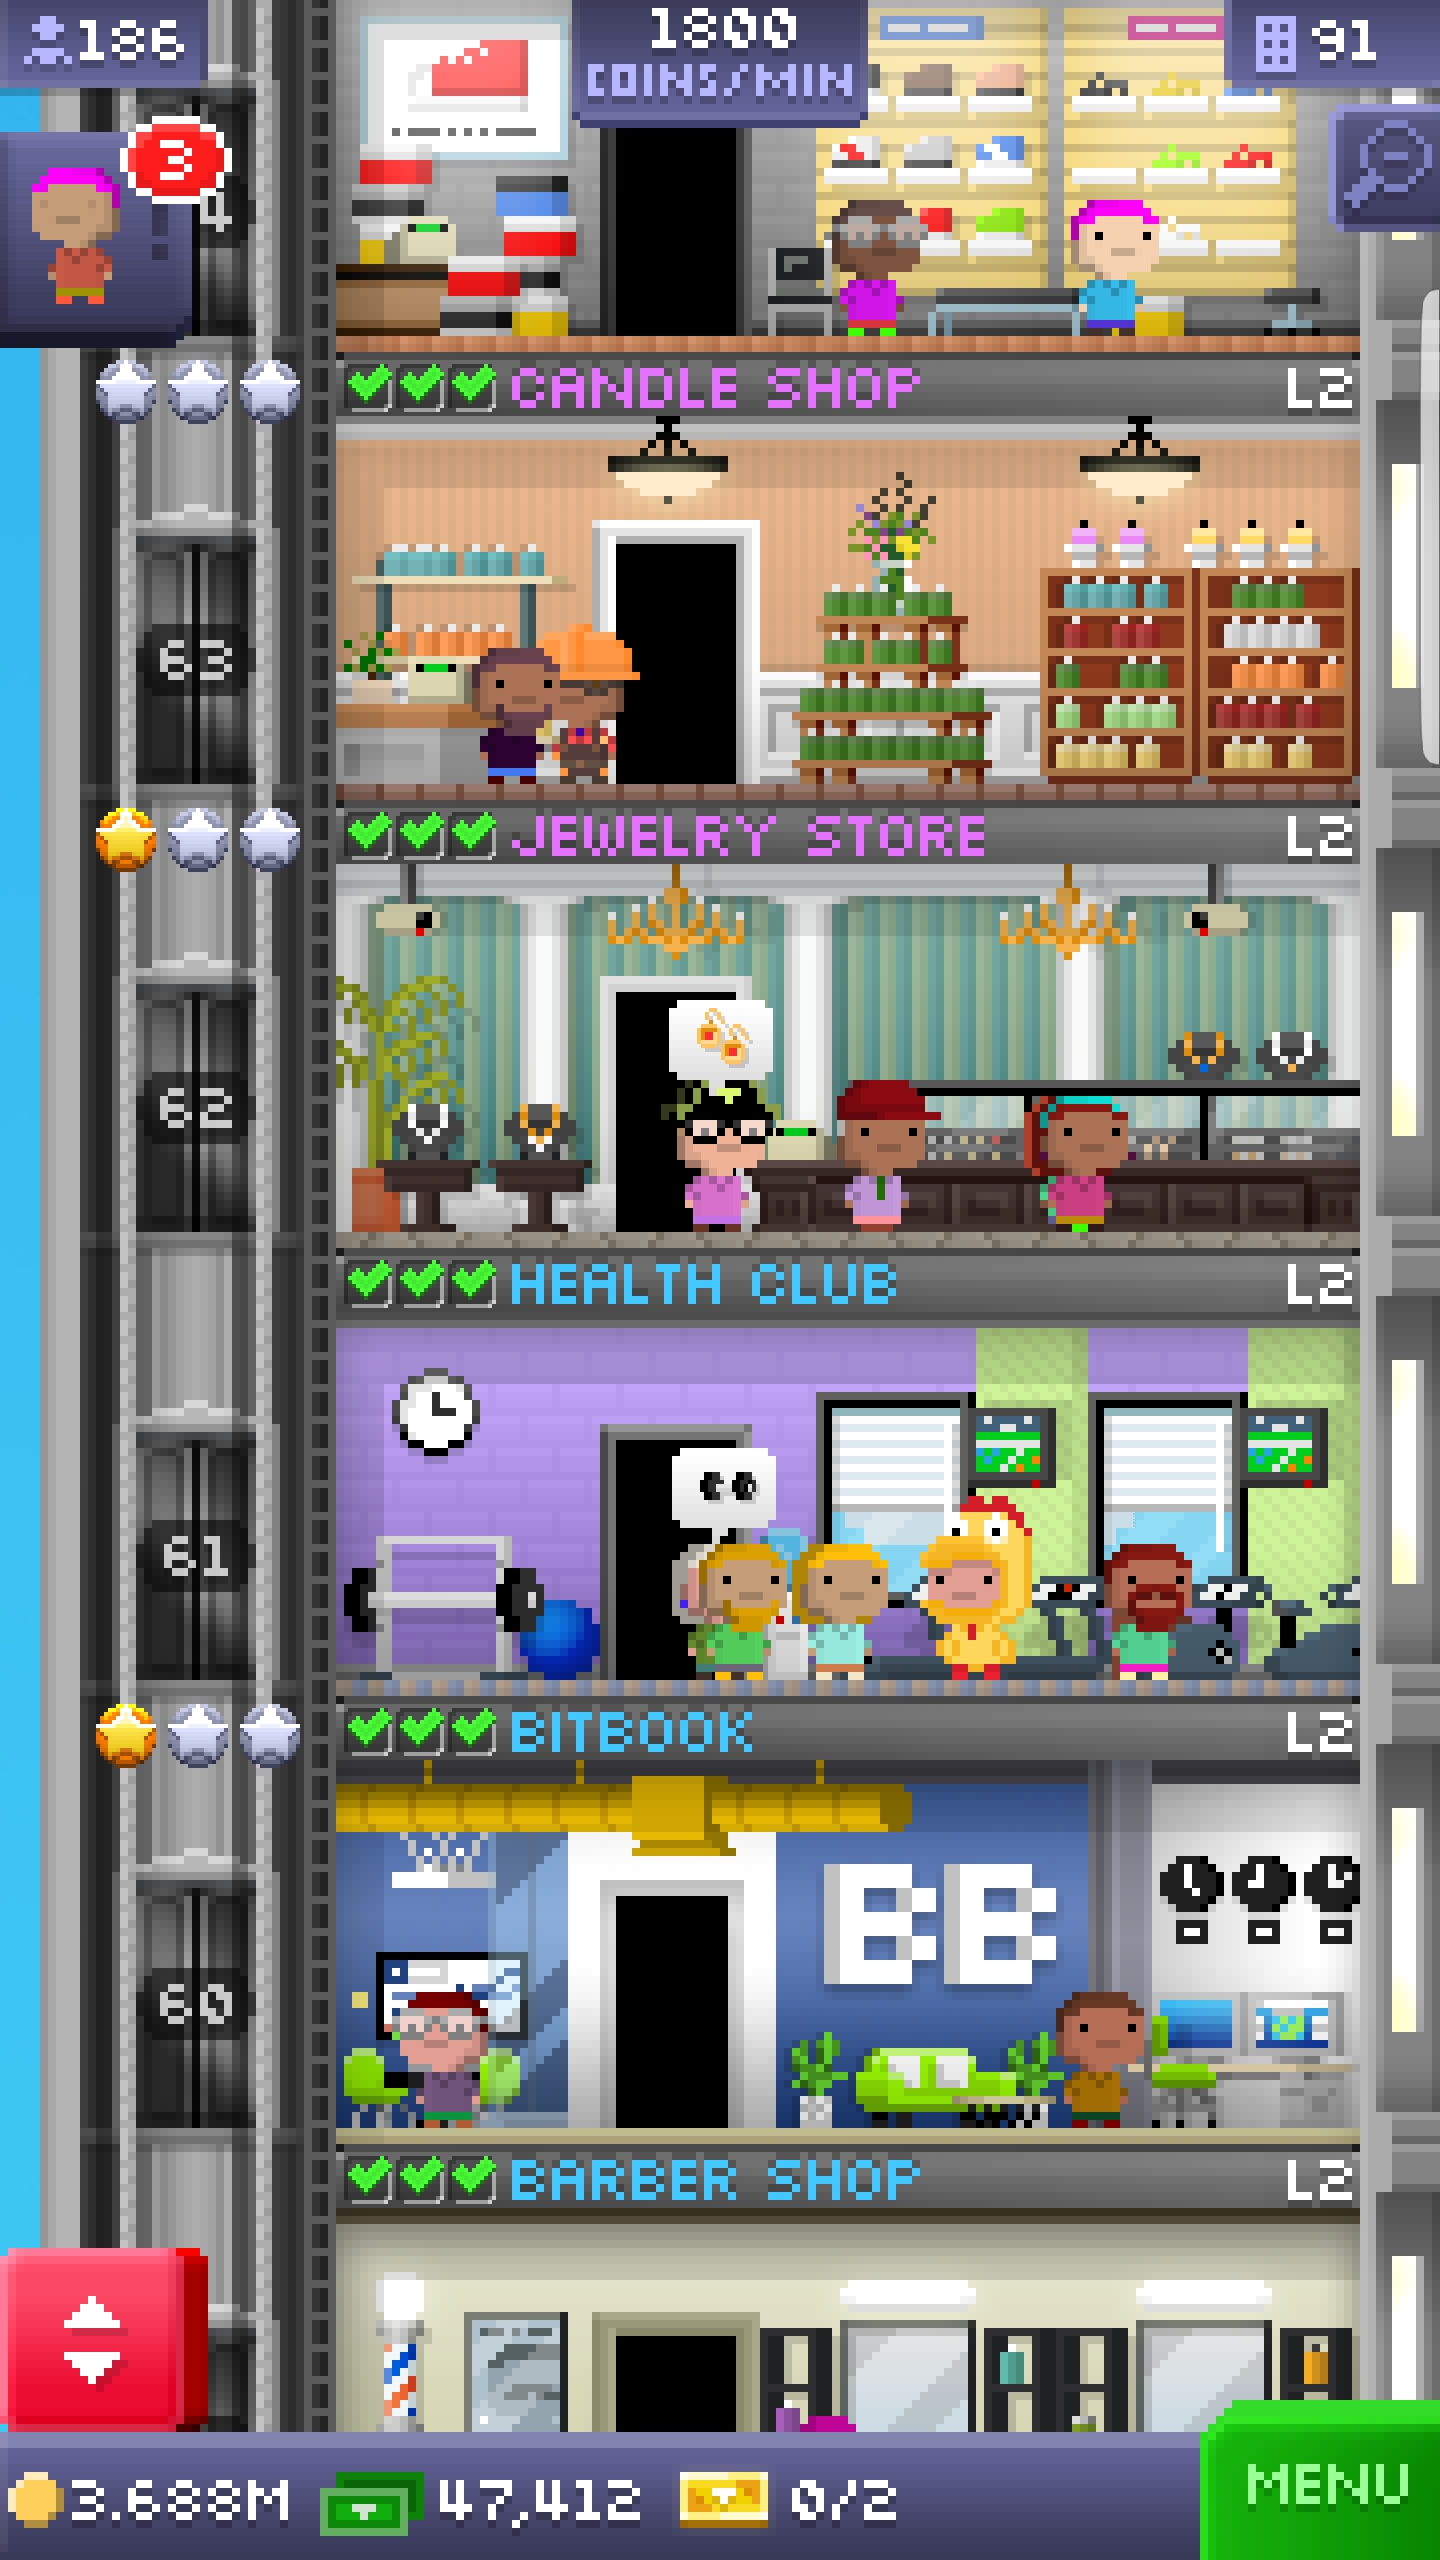 186
1800
COINS/MIN
91
3
4
CANDLE SHOP
L2
63
JEWELRY STORE
L2
62
HEALTH CLUB
L2
61
BITBOOK
L2
BB
60
BARBER SHOP
L2
3.688M
47,412
0/2
MENU